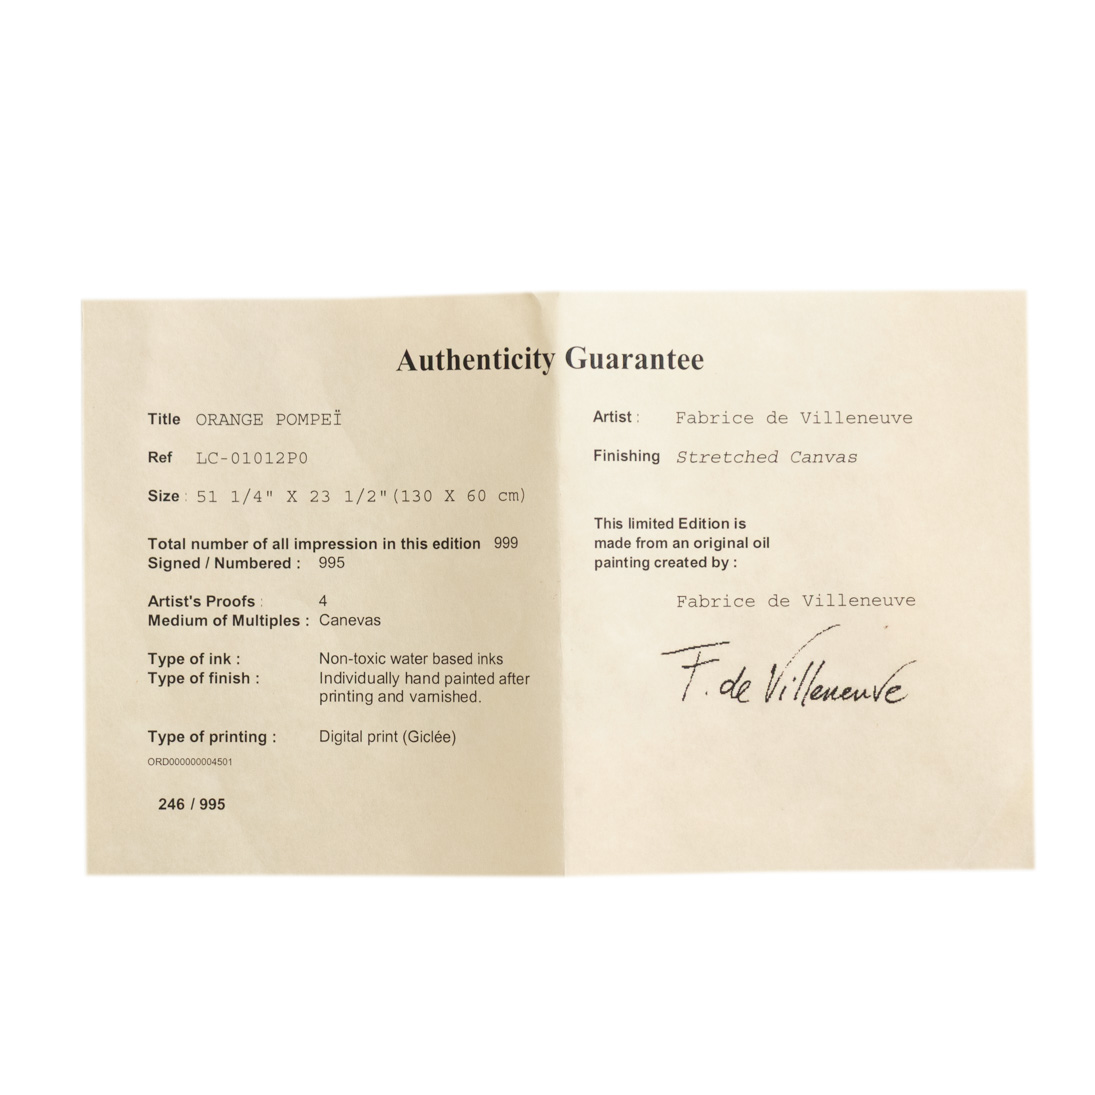 Authenticity Guarantee
Title ORANGE POMPEÏ
Ref LC-01012P0
Size : 51 1/4" X 23 1/2" (130 X 60 cm)
Total number of all impression in this edition 999
Signed / Numbered : 995
Artist's Proofs : 4
Medium of Multiples : Canevas
Type of ink : Non-toxic water based inks
Type of finish : Individually hand painted after
printing and varnished.
Type of printing : Digital print (Giclée)
ORD000000004501
246 / 995
Artist : Fabrice de Villeneuve
Finishing Stretched Canvas
This limited Edition is
made from an original oil
painting created by :
Fabrice de Villeneuve
F. de Villeneuve